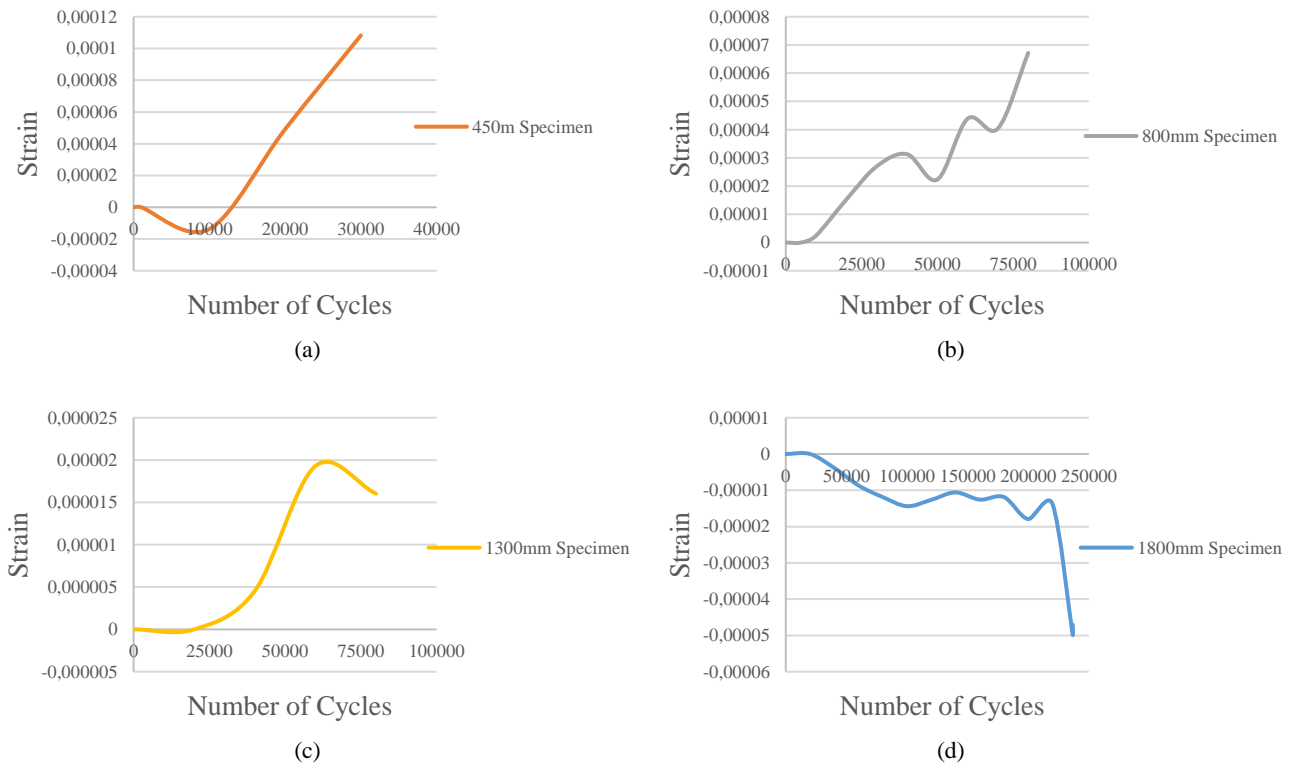 0,00012
0,0001
0,00008
0,00006
0,00004
0,00002
0
-0,00002
-0,00004
0 10000 20000 30000 40000
Strain
Number of Cycles
450m Specimen
(a)
0,00008
0,00007
0,00006
0,00005
0,00004
0,00003
0,00002
0,00001
0
-0,00001
0 25000 50000 75000 100000
Strain
Number of Cycles
800mm Specimen
(b)
0,000025
0,00002
0,000015
0,00001
0,000005
0
-0,000005
0 25000 50000 75000 100000
Strain
Number of Cycles
1300mm Specimen
(c)
0,00001
0
-0,00001
-0,00002
-0,00003
-0,00004
-0,00005
-0,00006
0 50000 100000 150000 200000 250000
Strain
Number of Cycles
1800mm Specimen
(d)